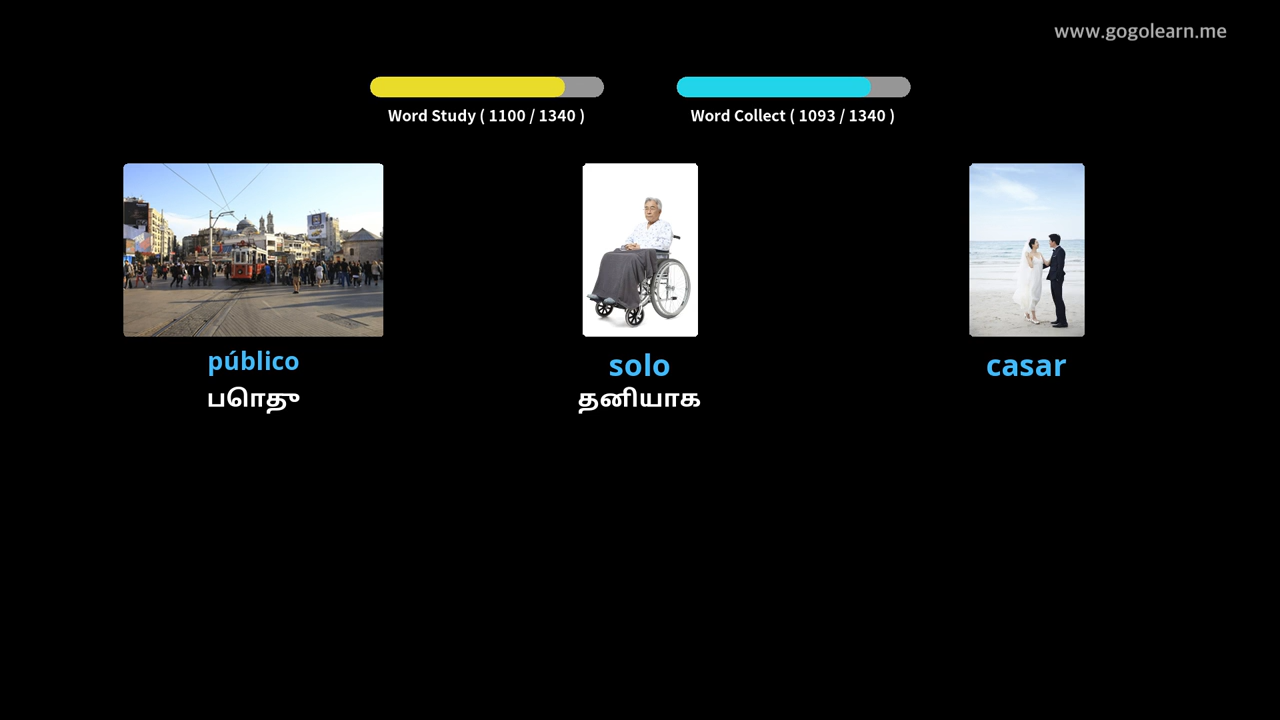 www.gogolearn.me
Word Study ( 1100 / 1340 )
Word Collect ( 1093 / 1340 )
público
பொது
solo
தனியாக
casar